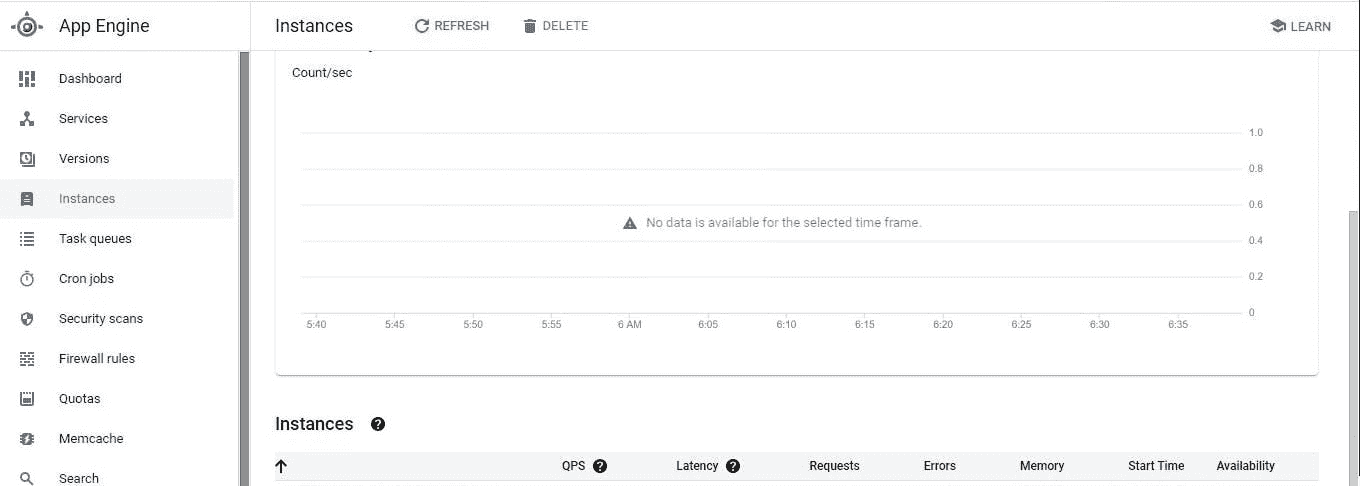 App Engine
Instances REFRESH DELETE LEARN
Dashboard
Services
Versions
Instances
Task queues
Cron jobs
Security scans
Firewall rules
Quotas
Memcache
Search
Count/sec
1.0
0.8
0.6
No data is available for the selected time frame.
0.4
0.2
0
5:40 5:45 5:50 5:55 6 AM 6:05 6:10 6:15 6:20 6:25 6:30 6:35
Instances ?
QPS ? Latency ? Requests Errors Memory Start Time Availability